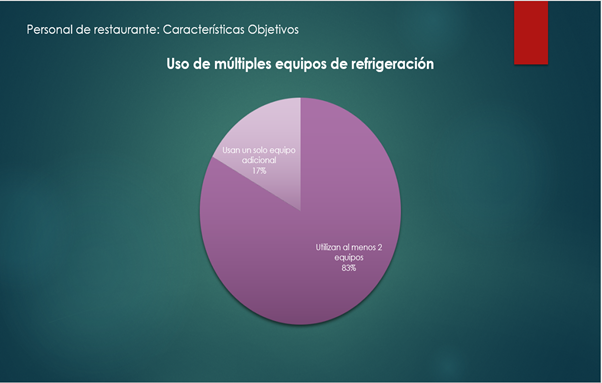 Personal de restaurante: Características Objetivos
Uso de múltiples equipos de refrigeración
Usan un solo equipo
adicional
17%
Utilizan al menos 2
equipos
83%